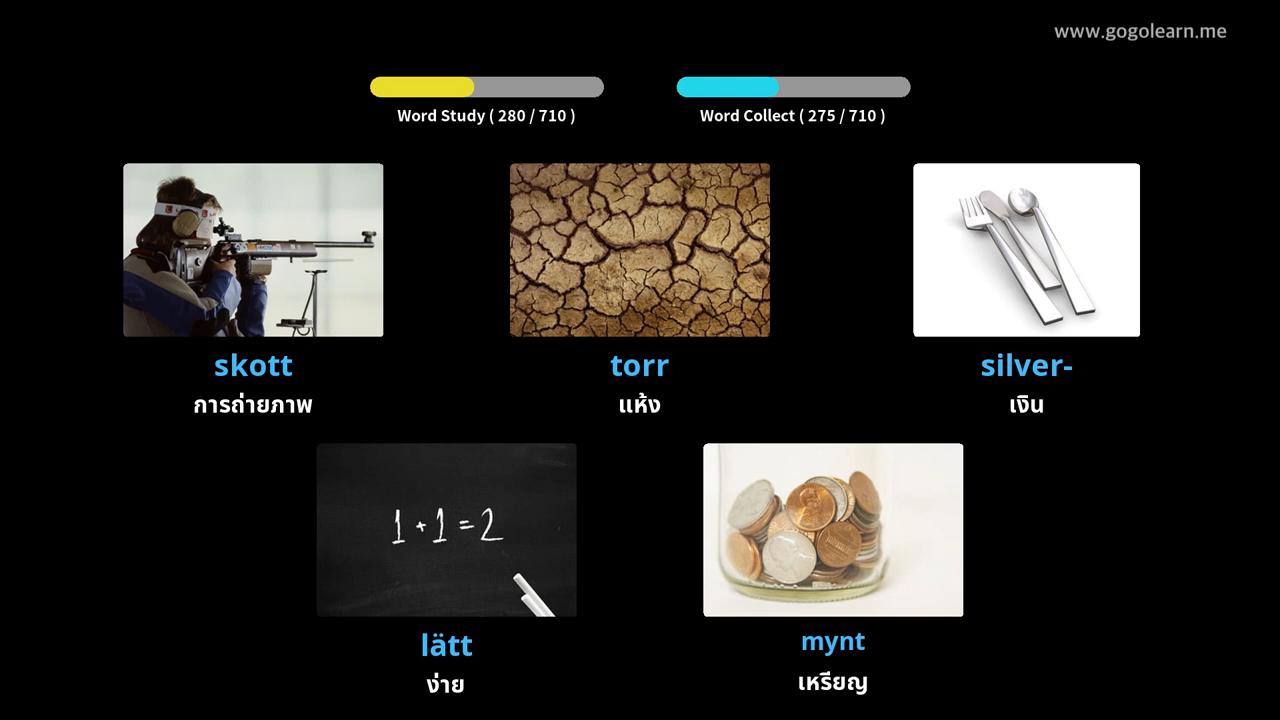 www.gogolearn.me
Word Study ( 280 / 710 )
Word Collect ( 275 / 710 )
skott
การถ่ายภาพ
torr
แห้ง
silver-
เงิน
1+1=2
lätt
ง่าย
mynt
เหรียญ